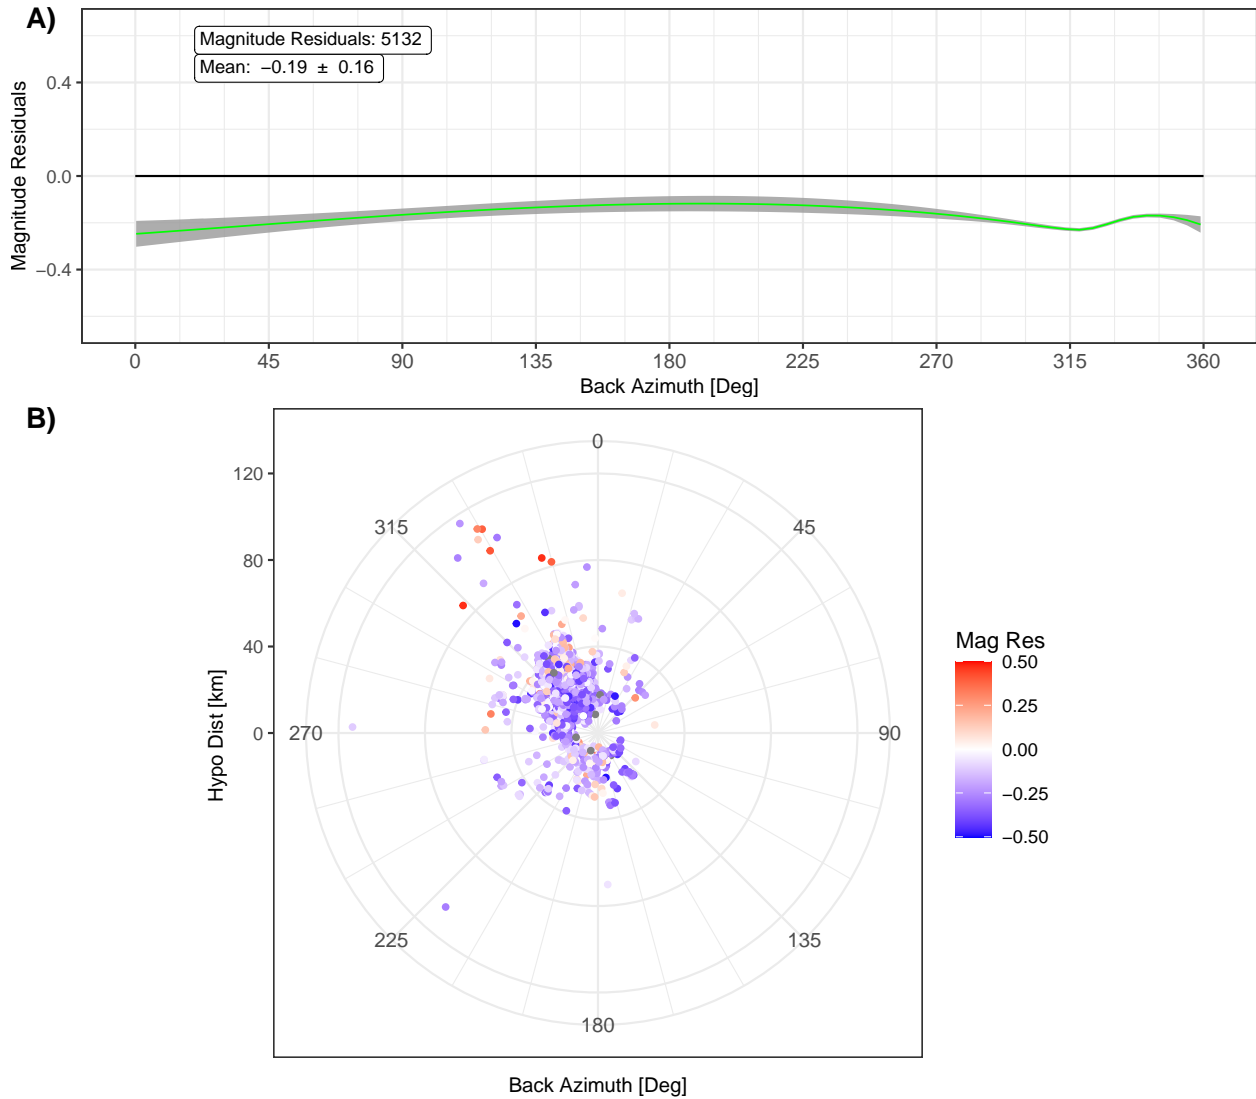 A)
Magnitude Residuals: 5132
Mean: −0.19 ± 0.16
Magnitude Residuals
0.4
0.0
−0.4
0 45 90 135 180 225 270 315 360
Back Azimuth [Deg]
B)
Hypo Dist [km]
120
80
40
0
0
45
90
135
180
225
270
315
Back Azimuth [Deg]
Mag Res
0.50
0.25
0.00
−0.25
−0.50